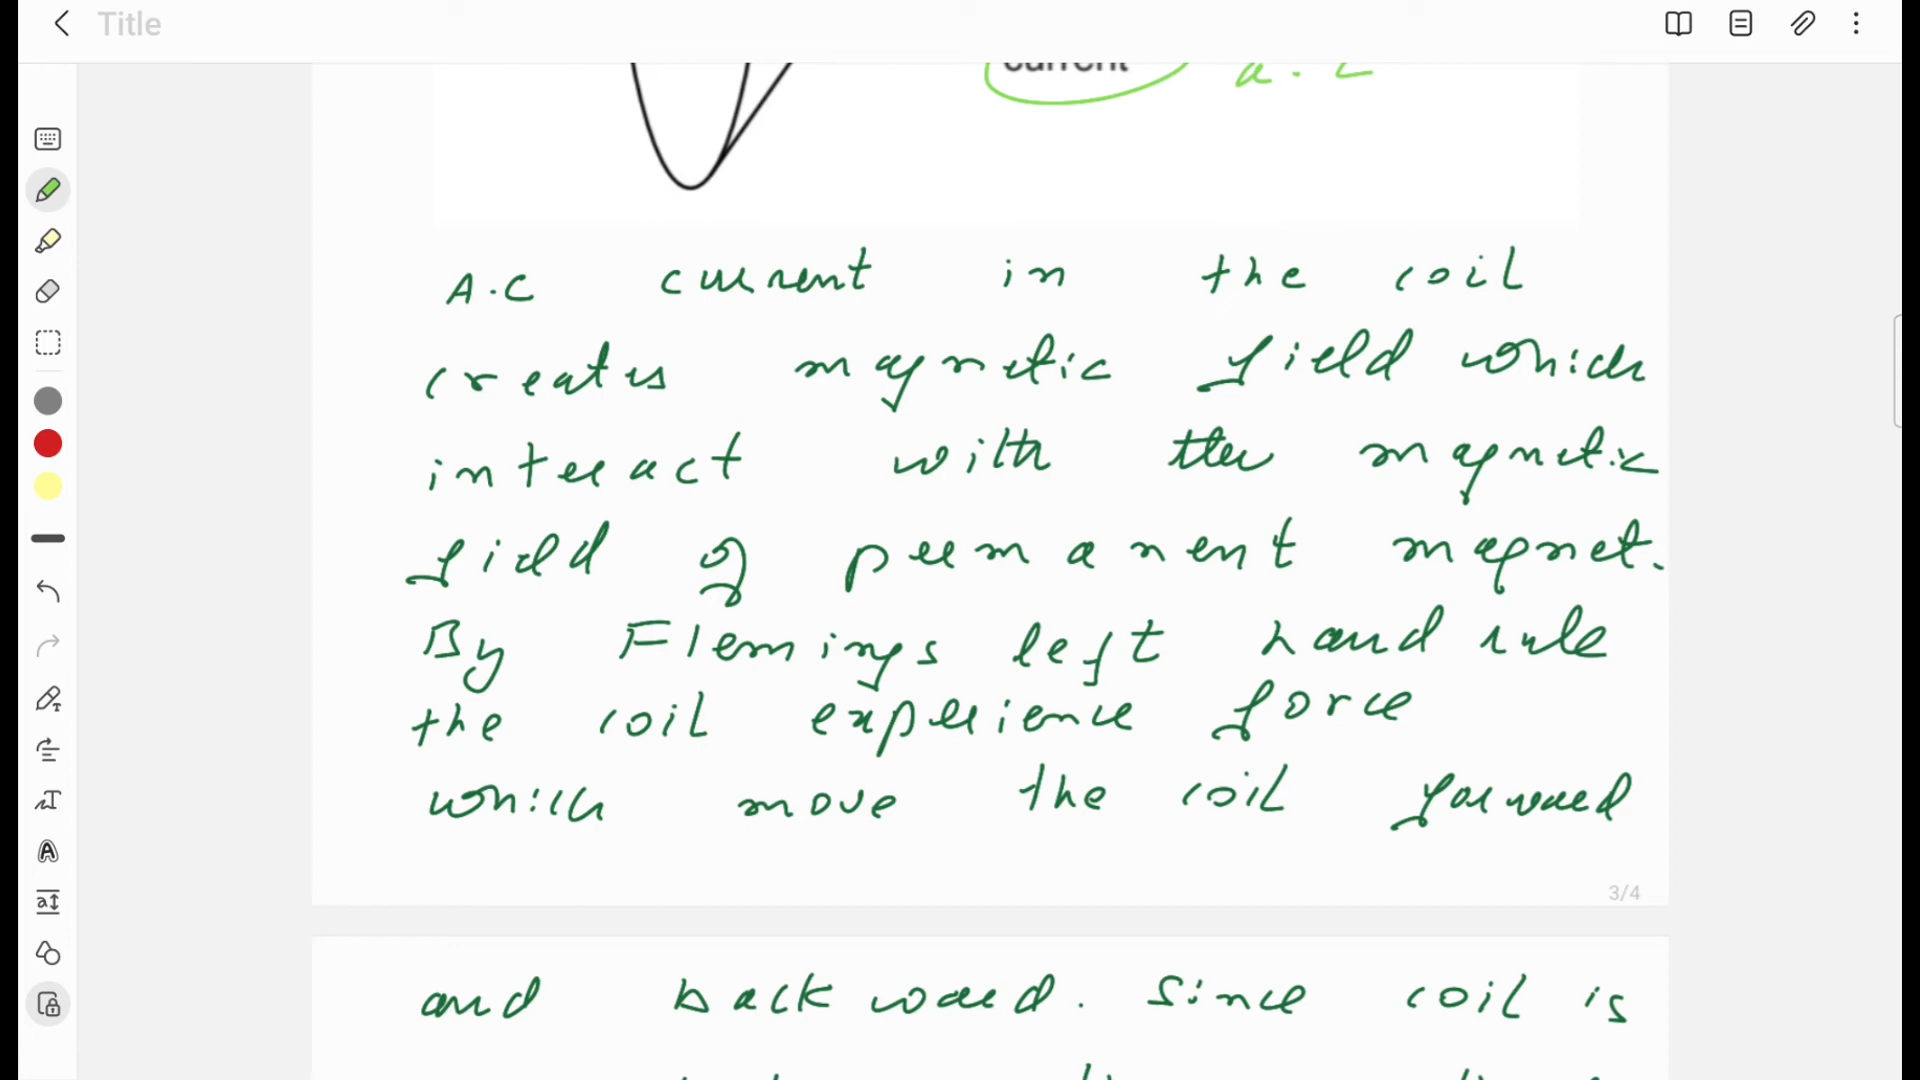 Title
current a.c
A.C current in the coil
creates magnetic field which
interact with the magnetic
field of permanent magnet.
By Flemings left hand rule
the coil experience force
which move the coil forward
3/4
and backward. Since coil is